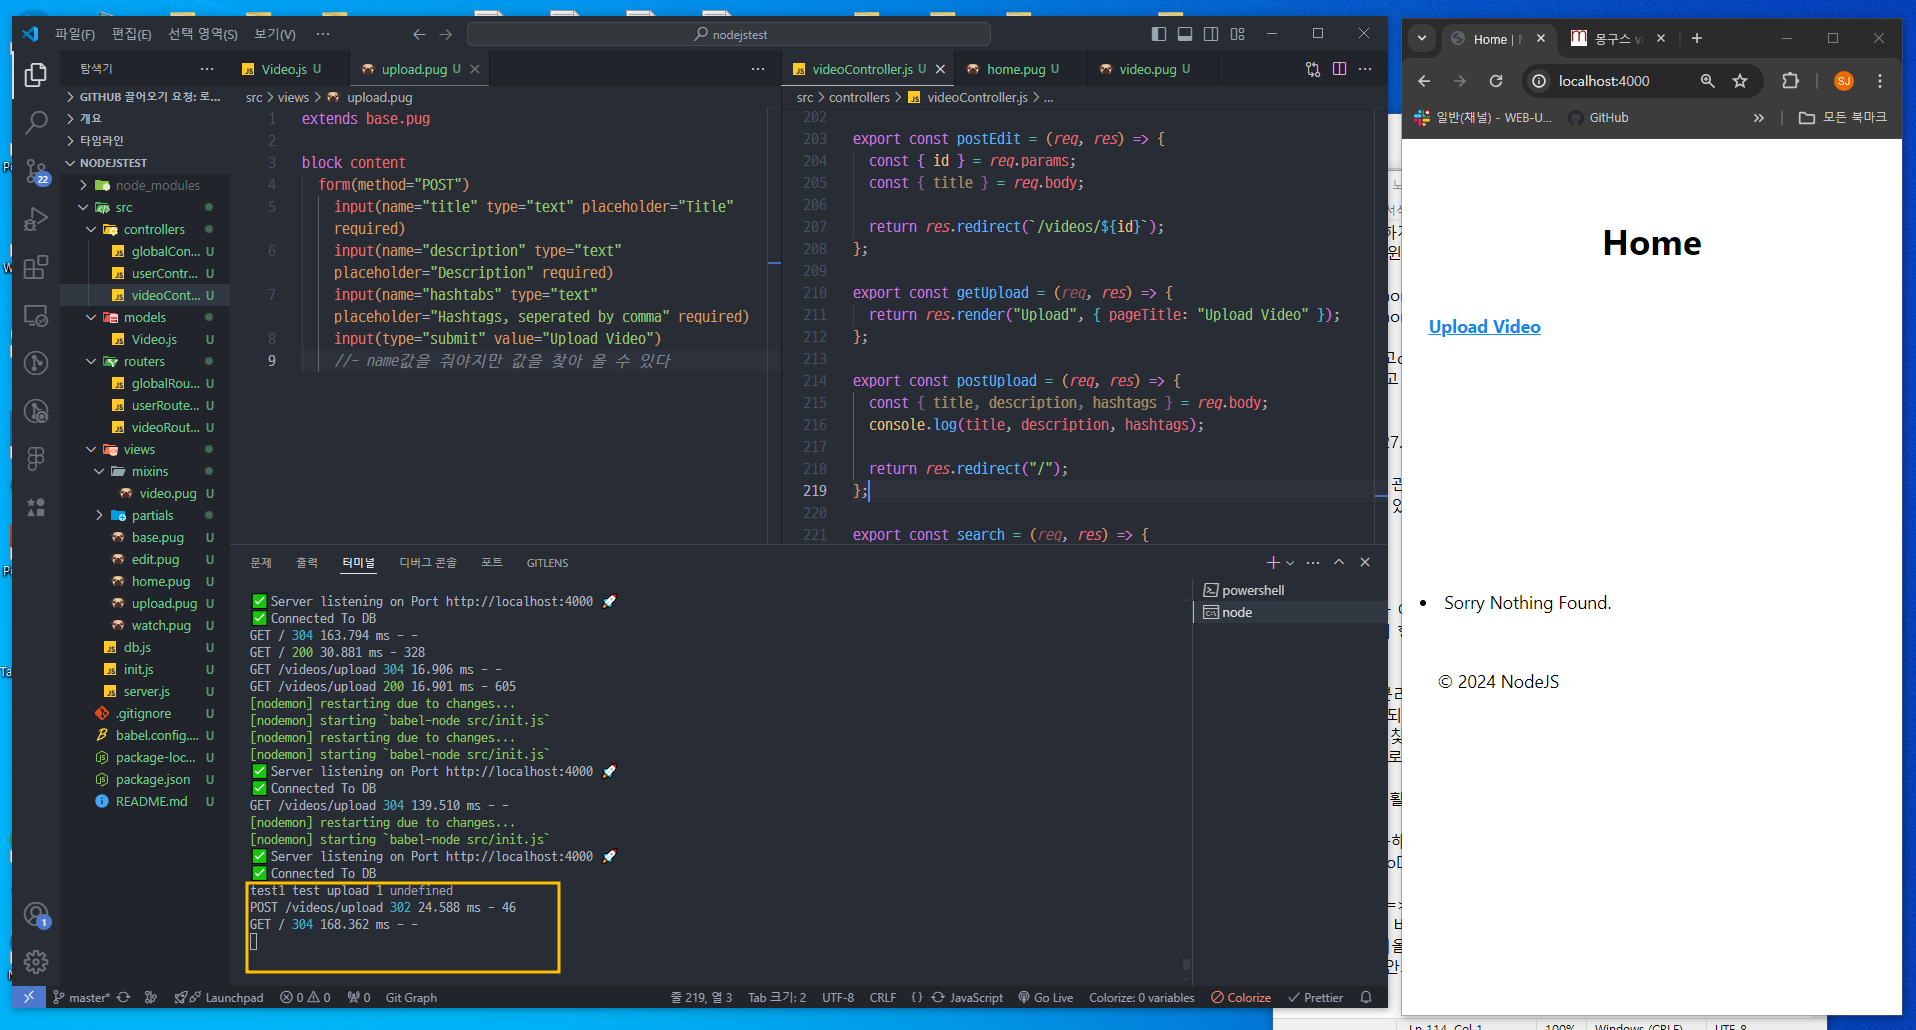 파일(F) 편집(E) 선택 영역(S) 보기(V) ···
nodejstest
탐색기 ···
GITHUB 끌어오기 요청: 로...
개요
타임라인
NODEJSTEST
node_modules
src
controllers
globalCon... U
userContr... U
videoCont... U
models
Video.js U
routers
globalRou... U
userRoute... U
videoRout... U
views
mixins
video.pug U
partials
base.pug U
edit.pug U
home.pug U
upload.pug U
watch.pug U
db.js U
init.js U
server.js U
.gitignore U
babel.config.... U
package-loc... U
package.json U
README.md U
22
1
Video.js U upload.pug U
src > views > upload.pug
1 extends base.pug
2
3 block content
4 form(method="POST")
5 input(name="title" type="text" placeholder="Title"
required)
6 input(name="description" type="text"
placeholder="Description" required)
7 input(name="hashtabs" type="text"
placeholder="Hashtags, seperated by comma" required)
8 input(type="submit" value="Upload Video")
9 //- name값을 줘야지만 값을 찾아 올 수 있다
videoController.js U home.pug U video.pug U
src > controllers > videoController.js > ...
202
203 export const postEdit = (req, res) => {
204 const { id } = req.params;
205 const { title } = req.body;
206
207 return res.redirect(`/videos/${id}`);
208 };
209
210 export const getUpload = (req, res) => {
211 return res.render("Upload", { pageTitle: "Upload Video" });
212 };
213
214 export const postUpload = (req, res) => {
215 const { title, description, hashtags } = req.body;
216 console.log(title, description, hashtags);
217
218 return res.redirect("/");
219 };
220
221 export const search = (req, res) => {
문제 출력 터미널 디버그 콘솔 포트 GITLENS
✅ Server listening on Port http://localhost:4000 🚀
✅ Connected To DB
GET / 304 163.794 ms - -
GET / 200 30.881 ms - 328
GET /videos/upload 304 16.906 ms - -
GET /videos/upload 200 16.901 ms - 605
[nodemon] restarting due to changes...
[nodemon] starting `babel-node src/init.js`
[nodemon] restarting due to changes...
[nodemon] starting `babel-node src/init.js`
✅ Server listening on Port http://localhost:4000 🚀
✅ Connected To DB
GET /videos/upload 304 139.510 ms - -
[nodemon] restarting due to changes...
[nodemon] starting `babel-node src/init.js`
✅ Server listening on Port http://localhost:4000 🚀
✅ Connected To DB
test1 test upload 1 undefined
POST /videos/upload 302 24.588 ms - 46
GET / 304 168.362 ms - -
powershell
node
master* Launchpad 0 0 0 Git Graph
줄 219, 열 3 Tab 크기: 2 UTF-8 CRLF {} JavaScript Go Live Colorize: 0 variables Colorize Prettier
Home |
몽구스
localhost:4000
SJ
일반(채널) - WEB-U... GitHub » 모든 북마크
Home
Upload Video
• Sorry Nothing Found.
© 2024 NodeJS
Ln 114, Col 1 100% Windows (CRLF) UTF-8